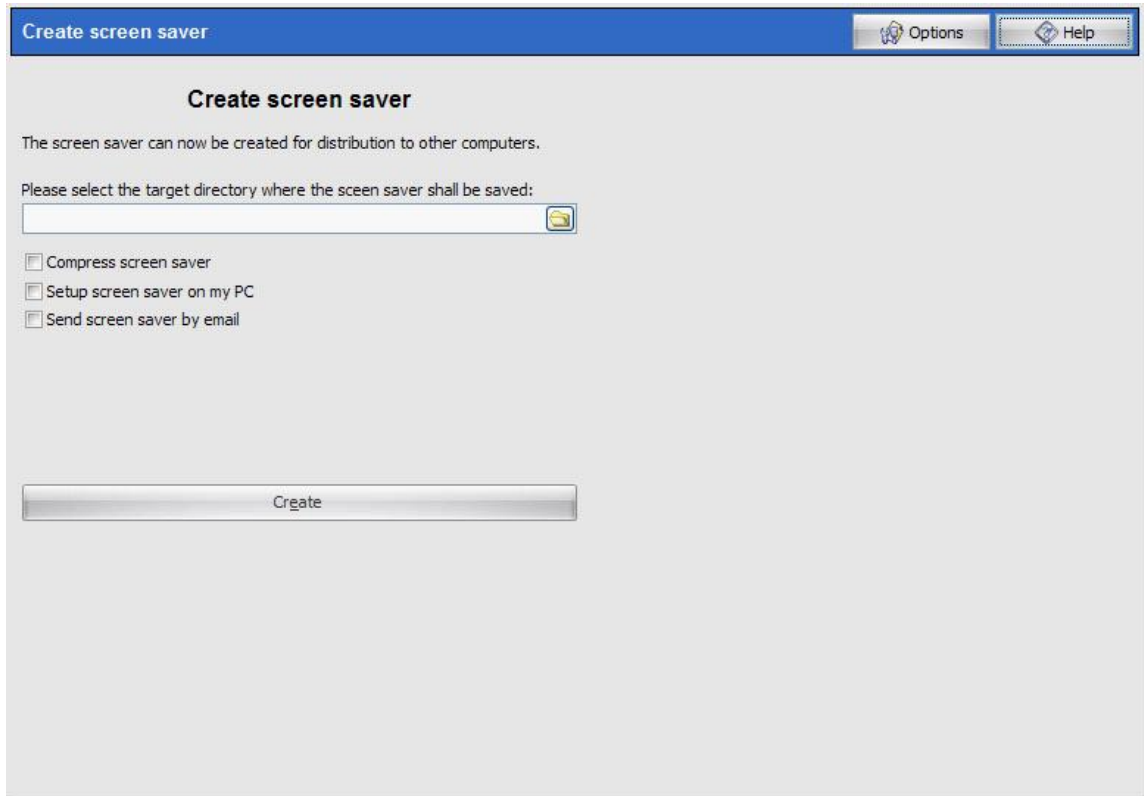 Create screen saver
Options
Help
Create screen saver
The screen saver can now be created for distribution to other computers.
Please select the target directory where the sceen saver shall be saved:
Compress screen saver
Setup screen saver on my PC
Send screen saver by email
Create